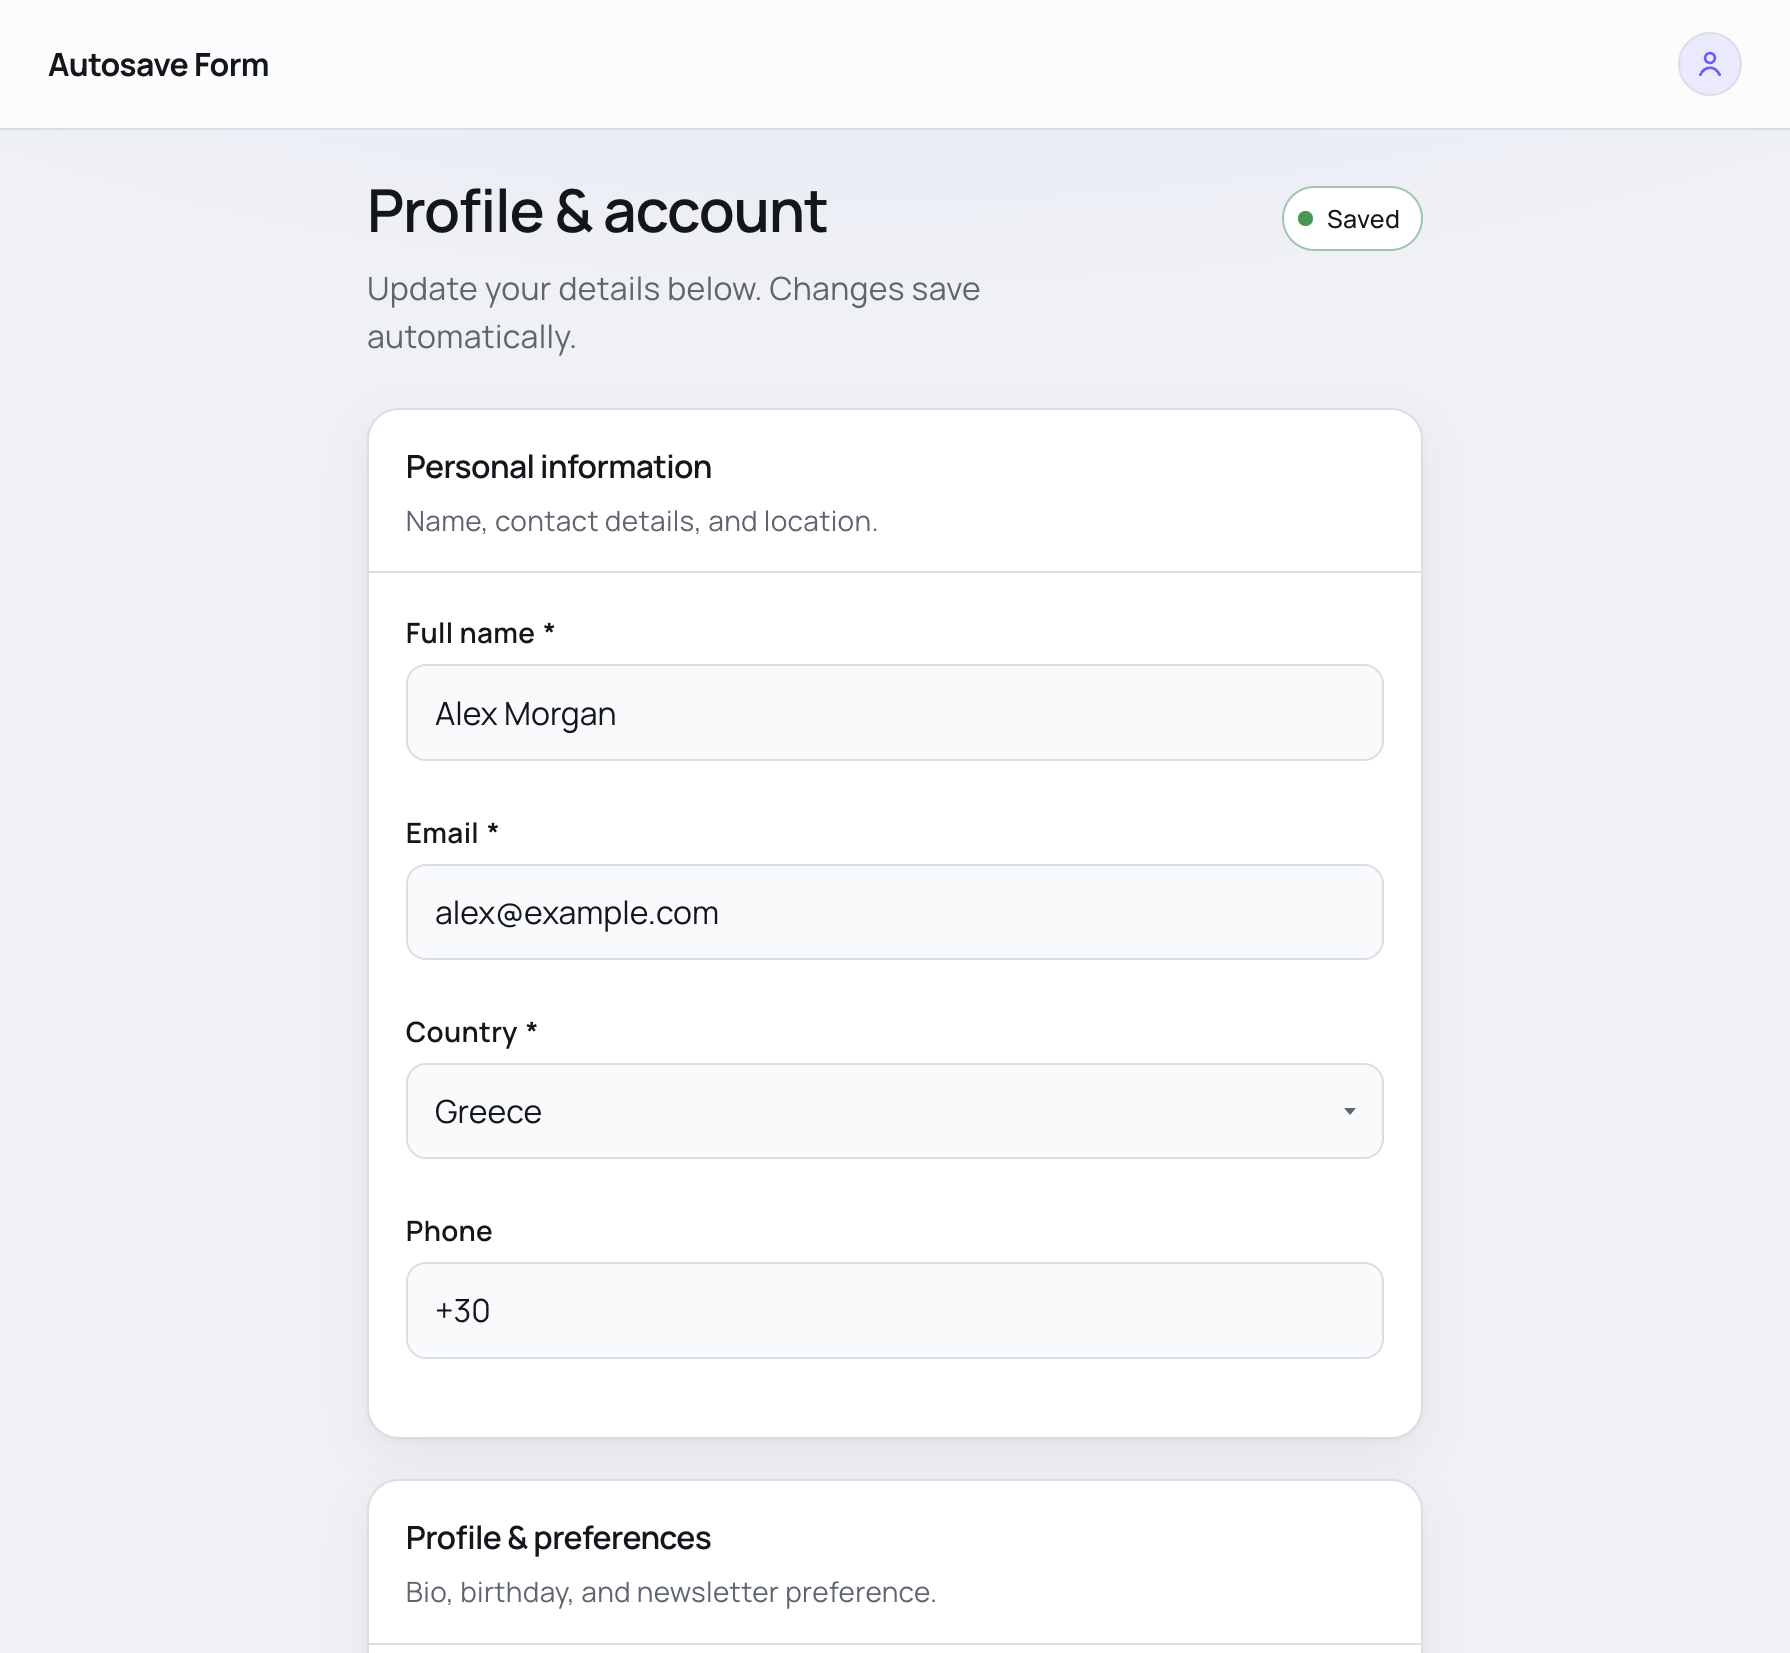 Autosave Form
Profile & account
Saved
Update your details below. Changes save
automatically.
Personal information
Name, contact details, and location.
Full name *
Alex Morgan
Email *
alex@example.com
Country *
Greece
Phone
+30
Profile & preferences
Bio, birthday, and newsletter preference.